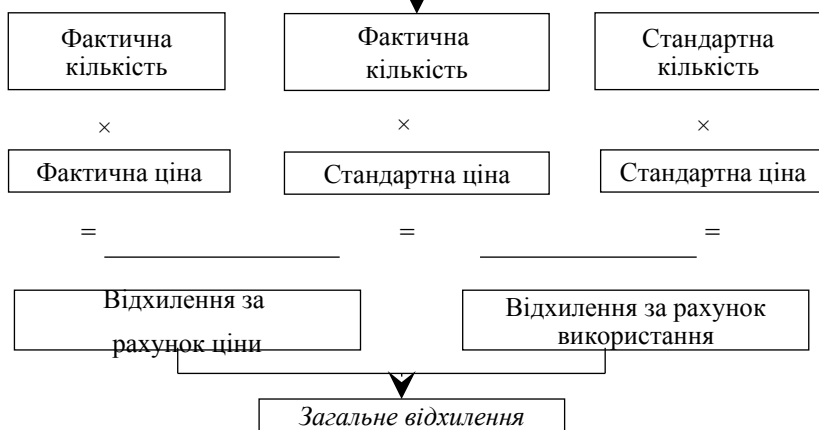 Фактична
кількість
Фактична
кількість
Стандартна
кількість
× × ×
Фактична ціна
Стандартна ціна
Стандартна ціна
= = =
Відхилення за
рахунок ціни
Відхилення за рахунок
використання
Загальне відхилення